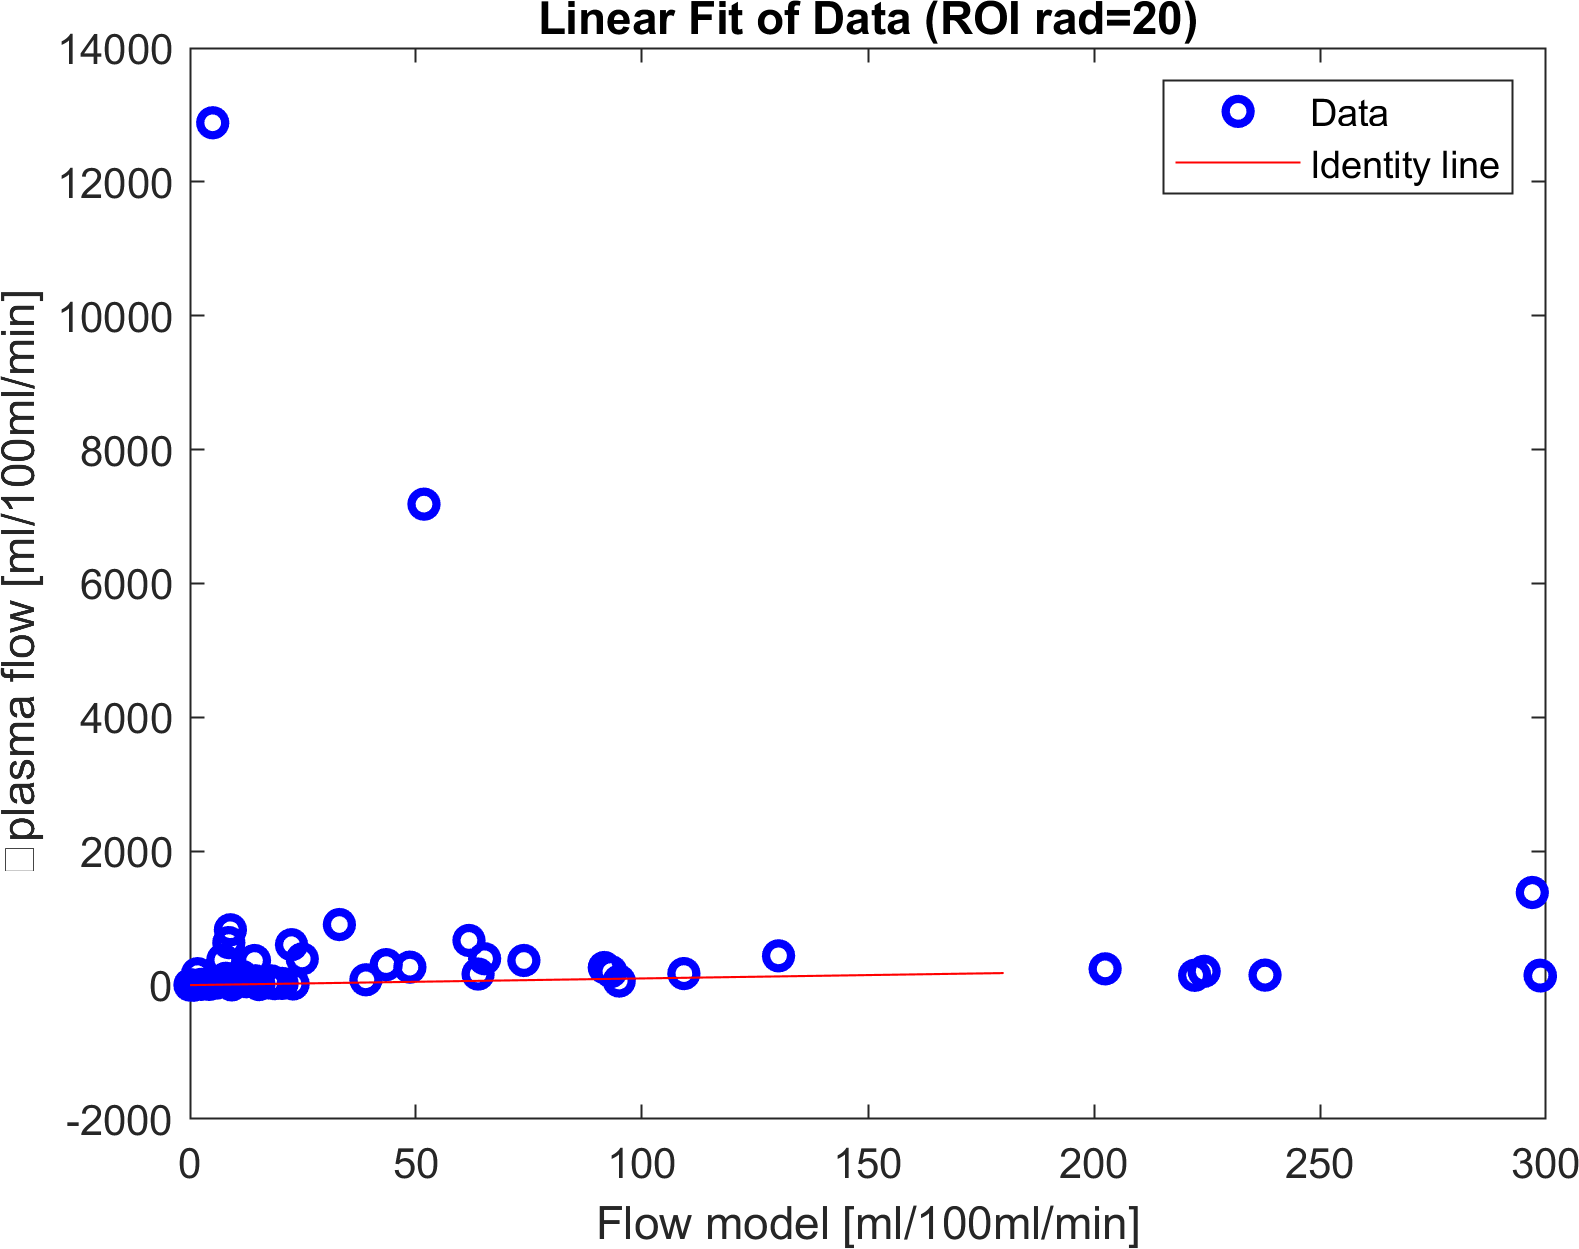 Linear Fit of Data (ROI rad=20)
14000
12000
10000
8000
6000
4000
2000
0
-2000
0 50 100 150 200 250 300
□plasma flow [ml/100ml/min]
Flow model [ml/100ml/min]
Data
Identity line